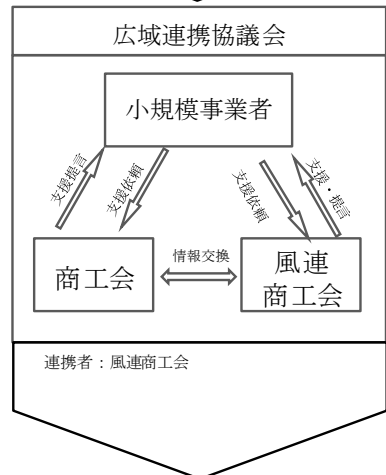 広域連携協議会
小規模事業者
支援提言
支援依頼
支援依頼
支援・提言
商工会
情報交換
風連
商工会
連携者：風連商工会